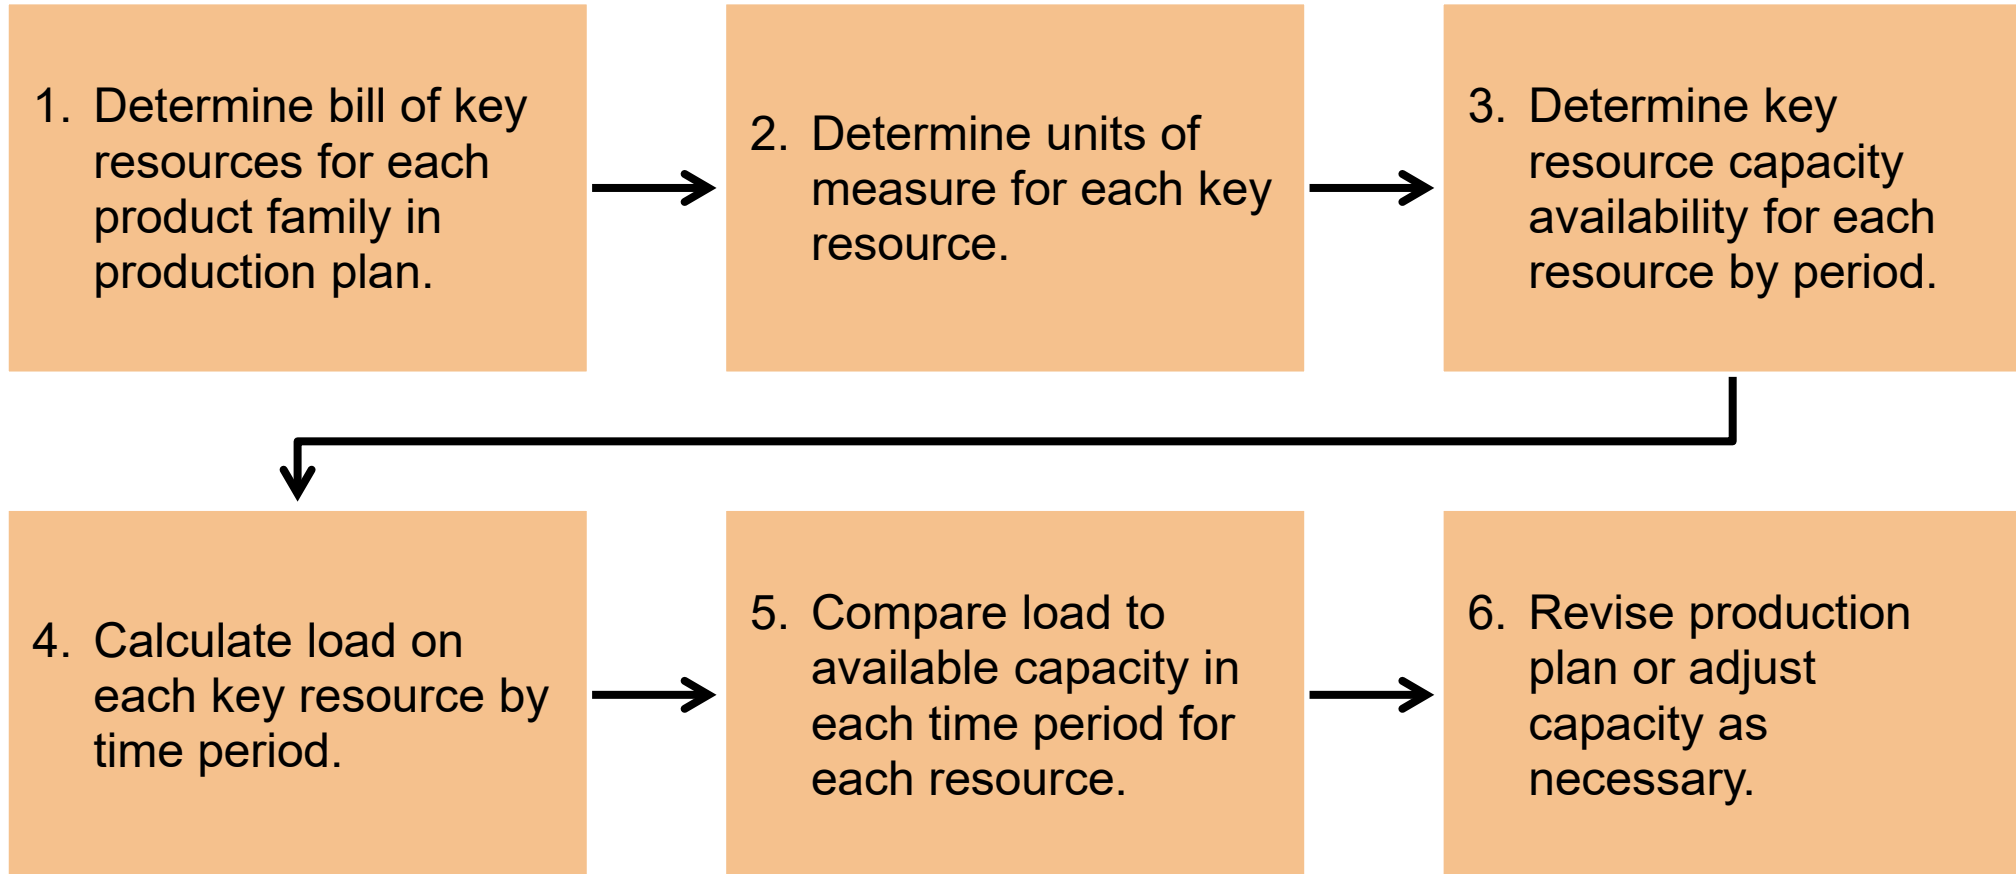 1. Determine bill of key
resources for each
product family in
production plan.
2. Determine units of
measure for each key
resource.
3. Determine key
resource capacity
availability for each
resource by period.
4. Calculate load on
each key resource by
time period.
5. Compare load to
available capacity in
each time period for
each resource.
6. Revise production
plan or adjust
capacity as
necessary.